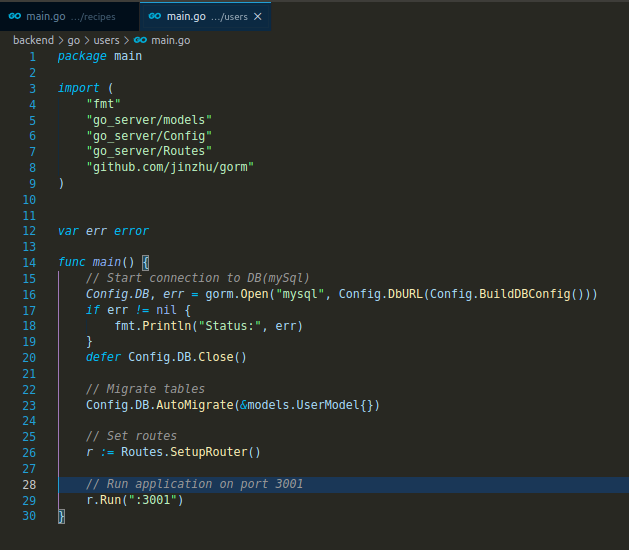 GO main.go .../recipes GO main.go .../users
backend > go > users > GO main.go
1 package main
2
3 import (
4 "fmt"
5 "go_server/models"
6 "go_server/Config"
7 "go_server/Routes"
8 "github.com/jinzhu/gorm"
9 )
10
11
12 var err error
13
14 func main() {
15 // Start connection to DB(mySql)
16 Config.DB, err = gorm.Open("mysql", Config.DbURL(Config.BuildDBConfig()))
17 if err != nil {
18 fmt.Println("Status:", err)
19 }
20 defer Config.DB.Close()
21
22 // Migrate tables
23 Config.DB.AutoMigrate(&models.UserModel{})
24
25 // Set routes
26 r := Routes.SetupRouter()
27
28 // Run application on port 3001
29 r.Run(":3001")
30 }